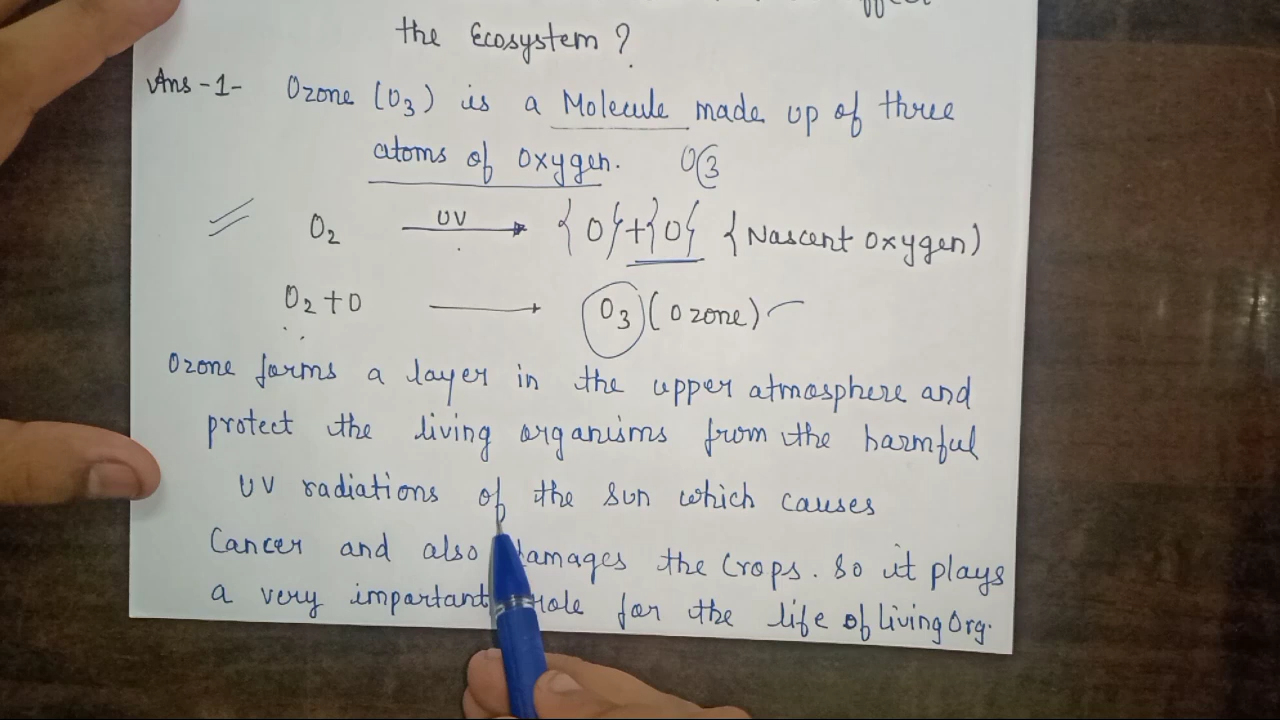 the Ecosystem ?
Ans -1- Ozone (O3) is a Molecule made up of three
atoms of oxygen. O3
O2 UV {O}+{O} {Nascent oxygen)
O2+O O3 (Ozone)
Ozone forms a layer in the upper atmosphere and
protect the living organisms from the harmful
UV radiations of the Sun which causes
Cancer and also damages the Crops. So it plays
a very important role for the life of Living Org.